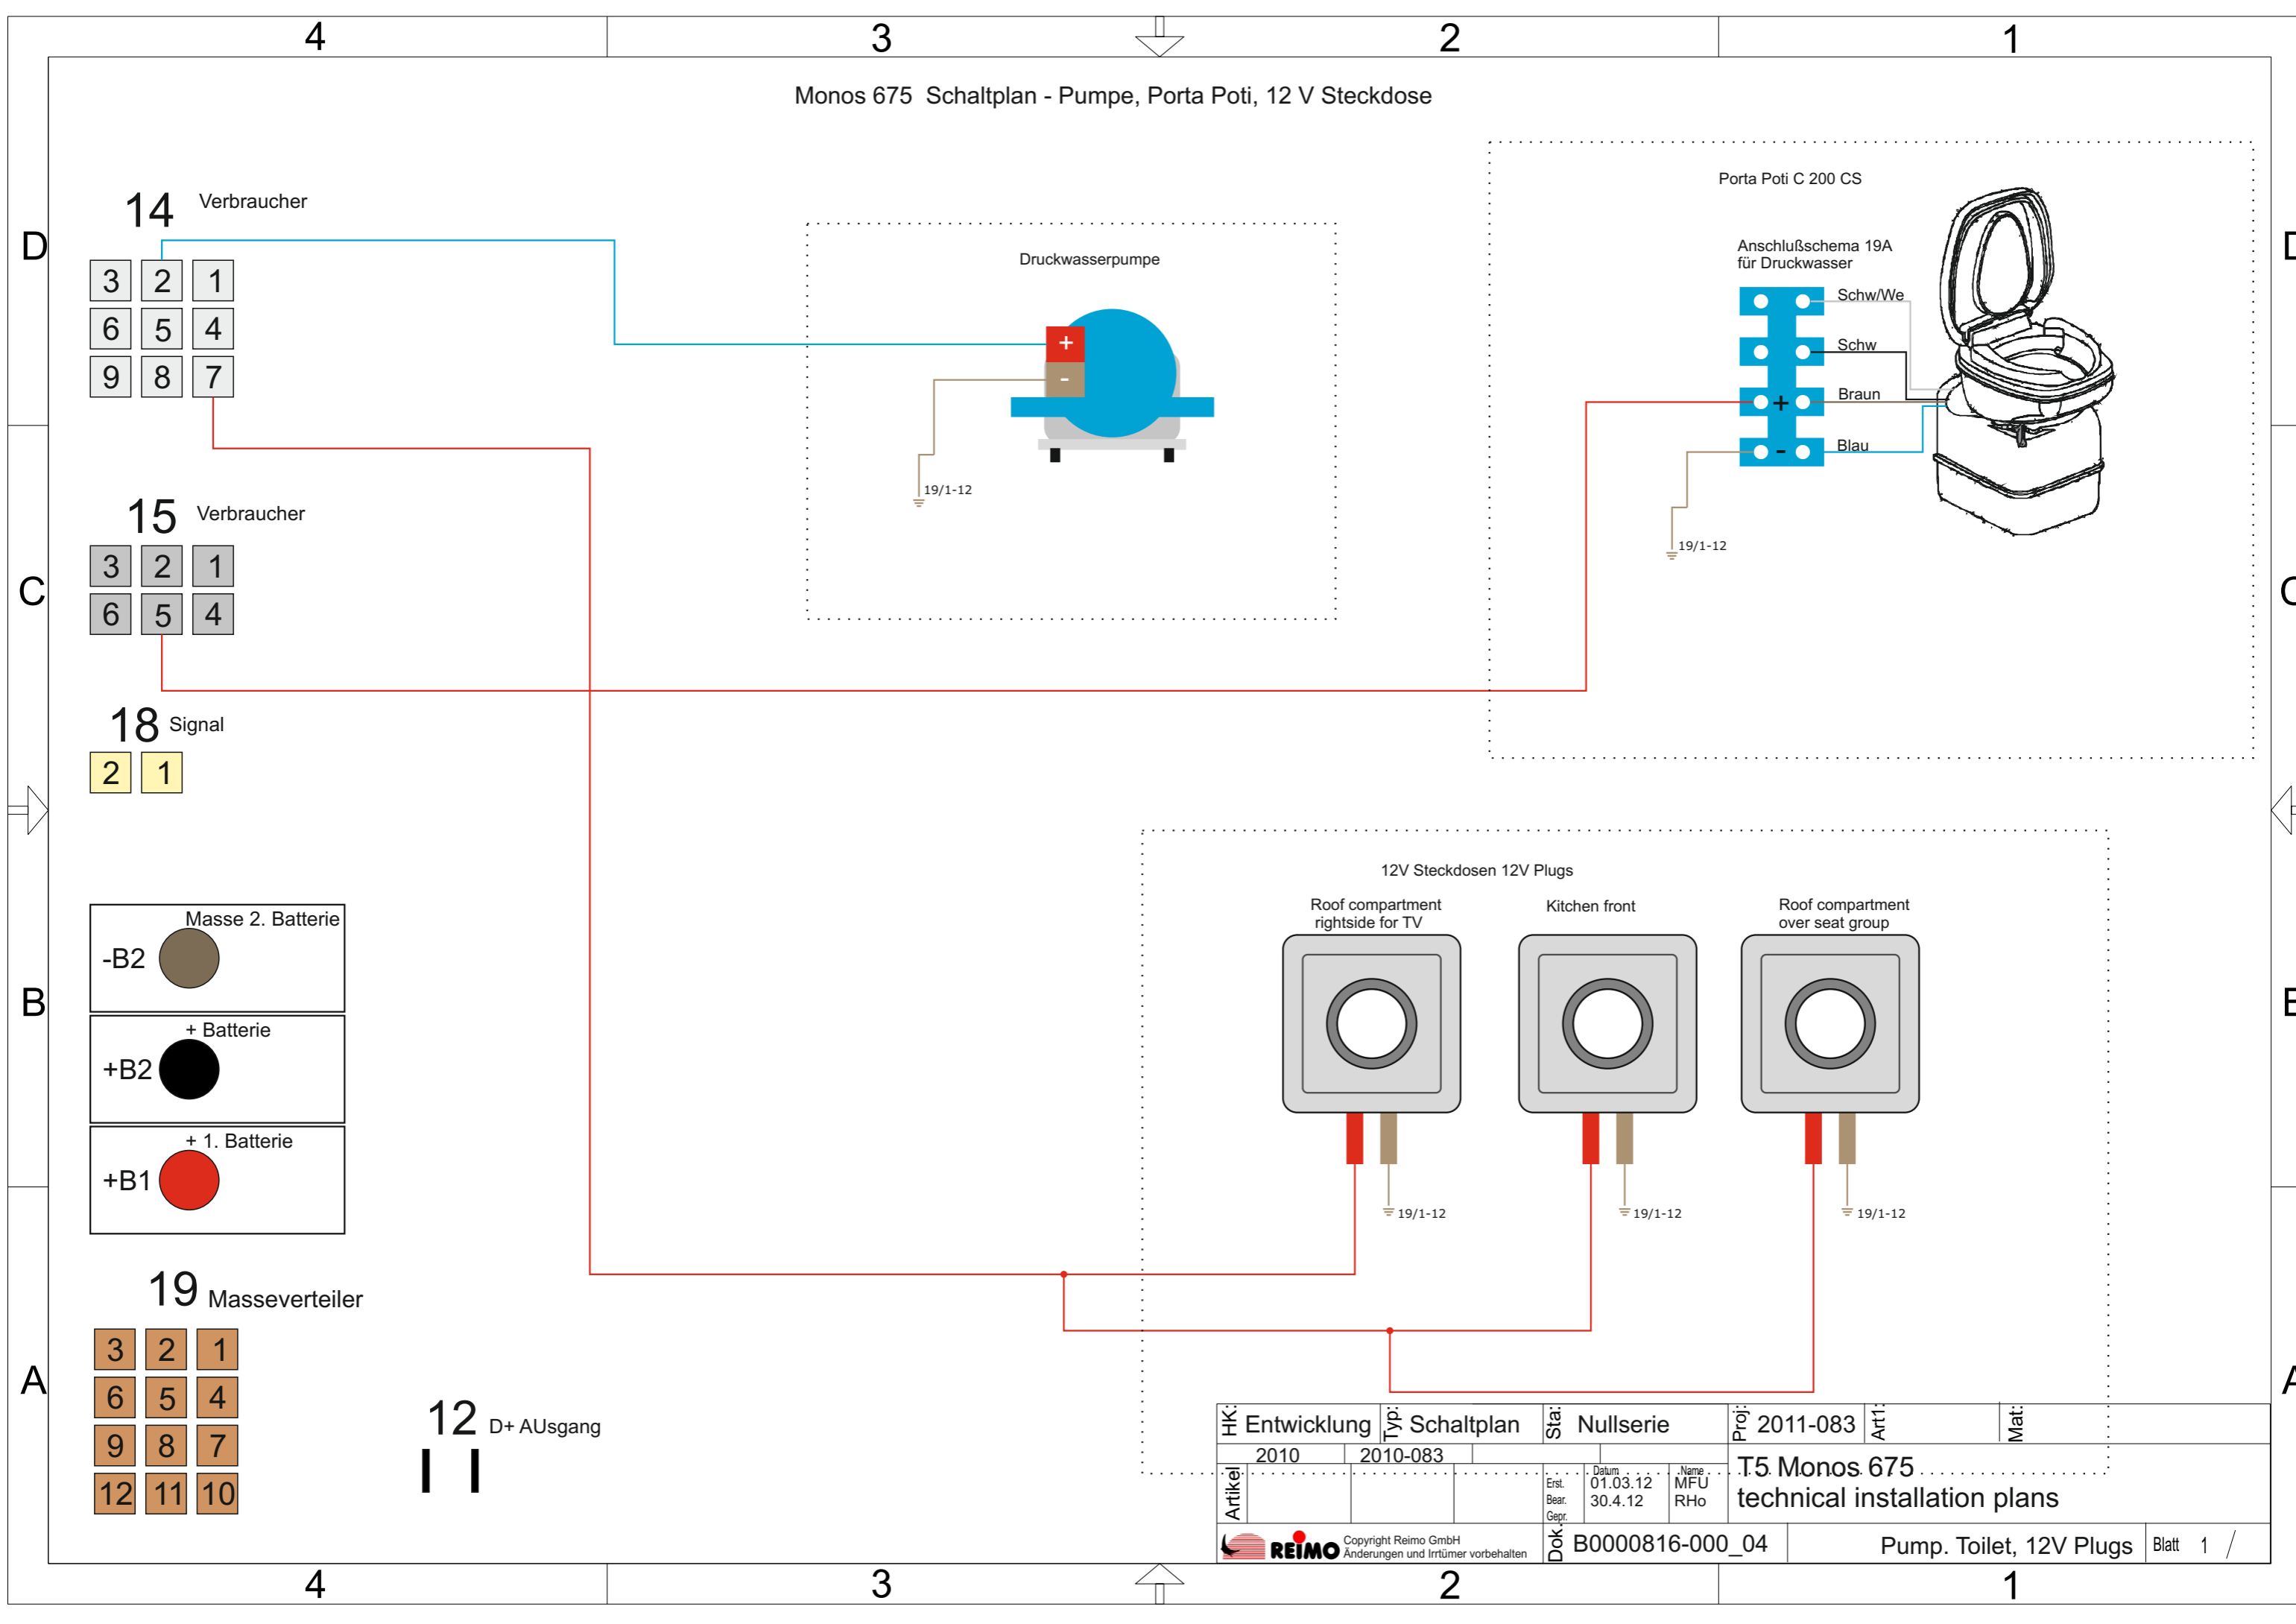 4
3
2
1
Monos 675 Schaltplan - Pumpe, Porta Poti, 12 V Steckdose
D
D
14 Verbraucher
3 2 1
6 5 4
9 8 7
Druckwasserpumpe
+
-
19/1-12
Porta Poti C 200 CS
Anschlußschema 19A
für Druckwasser
Schw/We
Schw
+ Braun
- Blau
19/1-12
C
C
15 Verbraucher
3 2 1
6 5 4
18 Signal
2 1
B
B
Masse 2. Batterie
-B2
+ Batterie
+B2
+ 1. Batterie
+B1
12V Steckdosen 12V Plugs
Roof compartment
rightside for TV
Kitchen front
Roof compartment
over seat group
19/1-12
19/1-12
19/1-12
A
A
19 Masseverteiler
3 2 1
6 5 4
9 8 7
12 11 10
12 D+ AUsgang
HK: Entwicklung Typ: Schaltplan Sta: Nullserie Proj: 2011-083 Art1: Mat:
2010 2010-083
Artikel
Datum Name
Erst. 01.03.12 MFU
Bear. 30.4.12 RHo
Gepr.
T5 Monos 675
technical installation plans
REIMO
Copyright Reimo GmbH
Änderungen und Irrtümer vorbehalten
Dok. B0000816-000_04
Pump. Toilet, 12V Plugs
Blatt 1 /
4
3
2
1